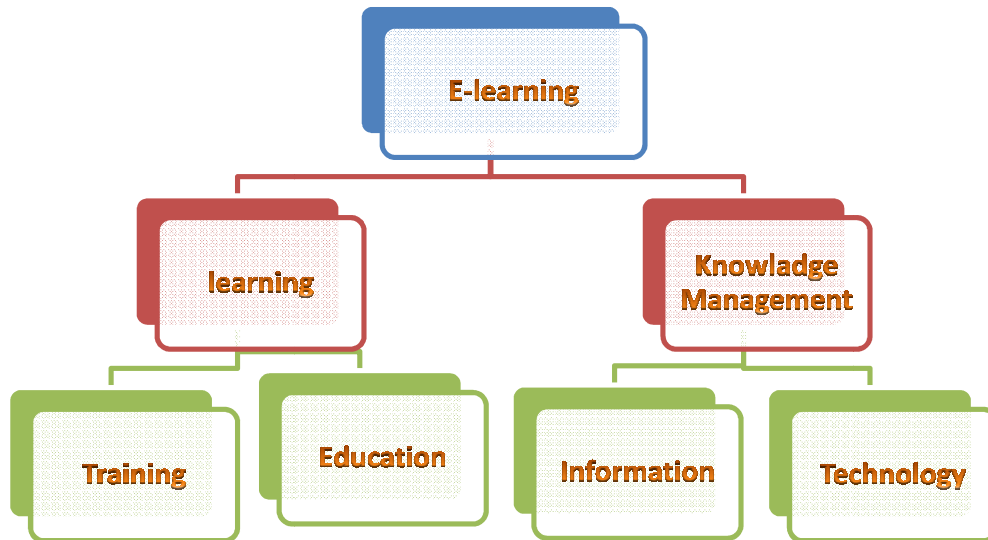 E-learning
learning
Knowladge
Management
Training
Education
Information
Technology